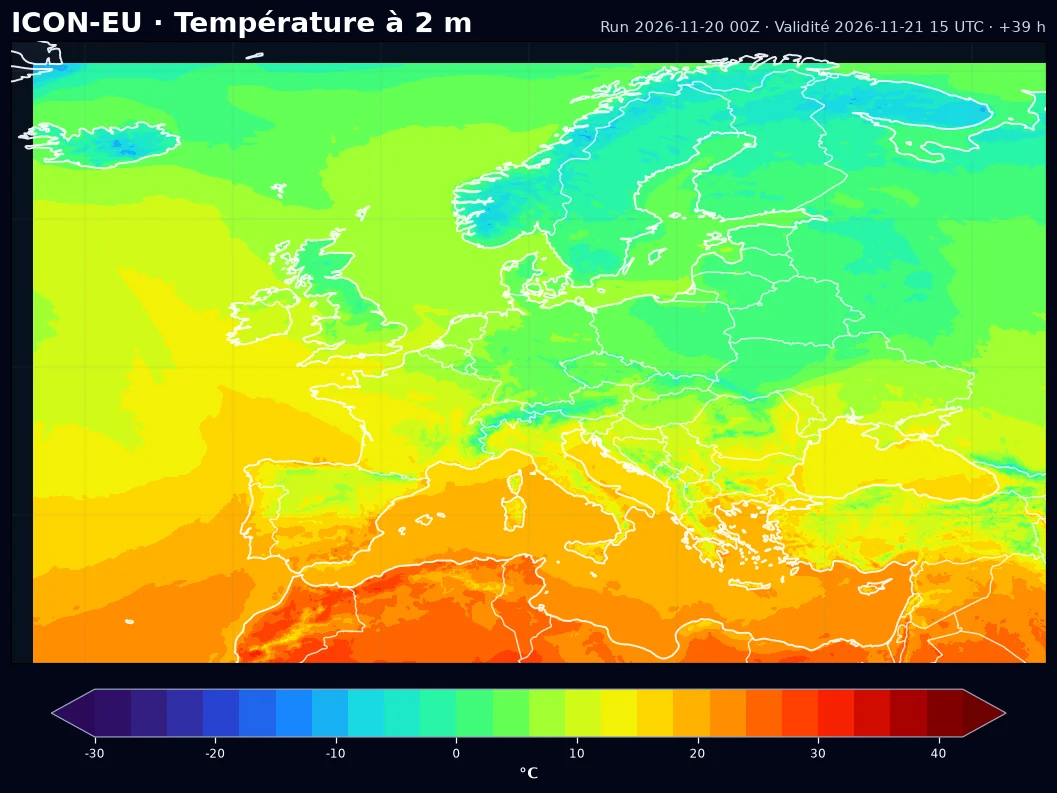 ICON-EU · Température à 2 m
Run 2026-11-20 00Z · Validité 2026-11-21 15 UTC · +39 h
-30 -20 -10 0 10 20 30 40
°C